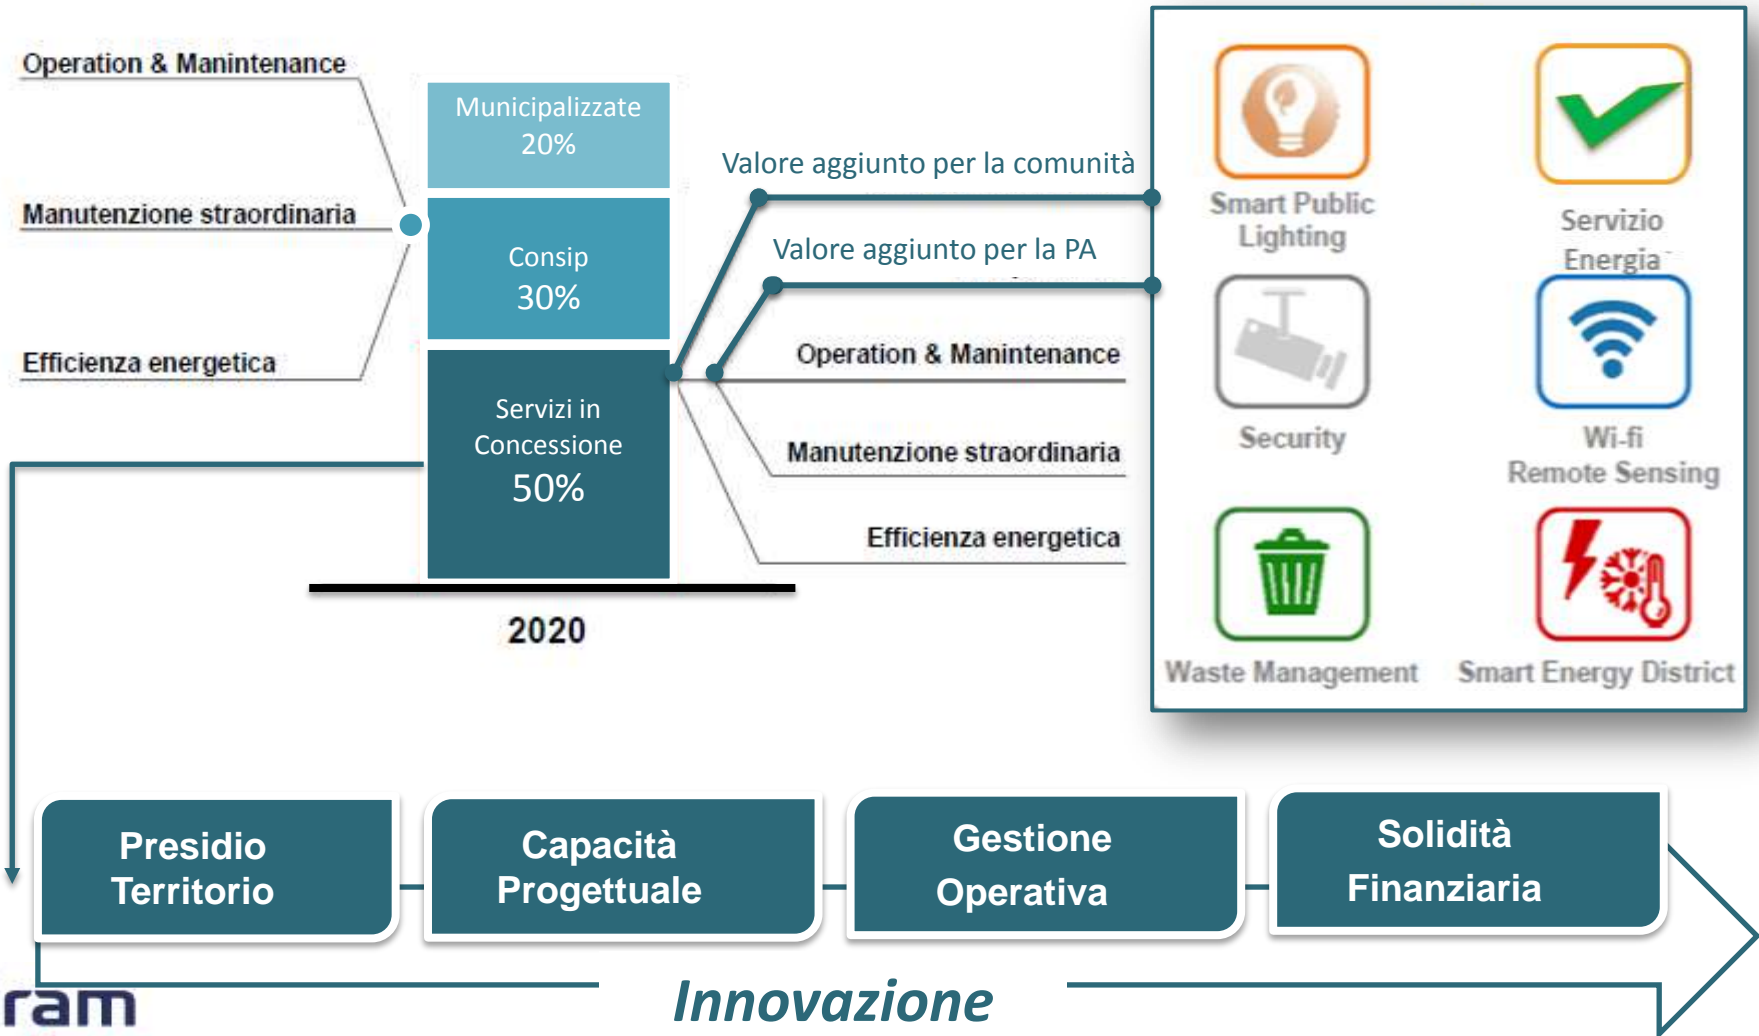 Operation & Manintenance
Manutenzione straordinaria
Efficienza energetica
Municipalizzate
20%
Consip
30%
Servizi in
Concessione
50%
2020
Valore aggiunto per la comunità
Valore aggiunto per la PA
Operation & Manintenance
Manutenzione straordinaria
Efficienza energetica
Smart Public
Lighting
Servizio
Energia
Security
Wi-fi
Remote Sensing
Waste Management
Smart Energy District
Presidio
Territorio
Capacità
Progettuale
Gestione
Operativa
Solidità
Finanziaria
Innovazione
ram